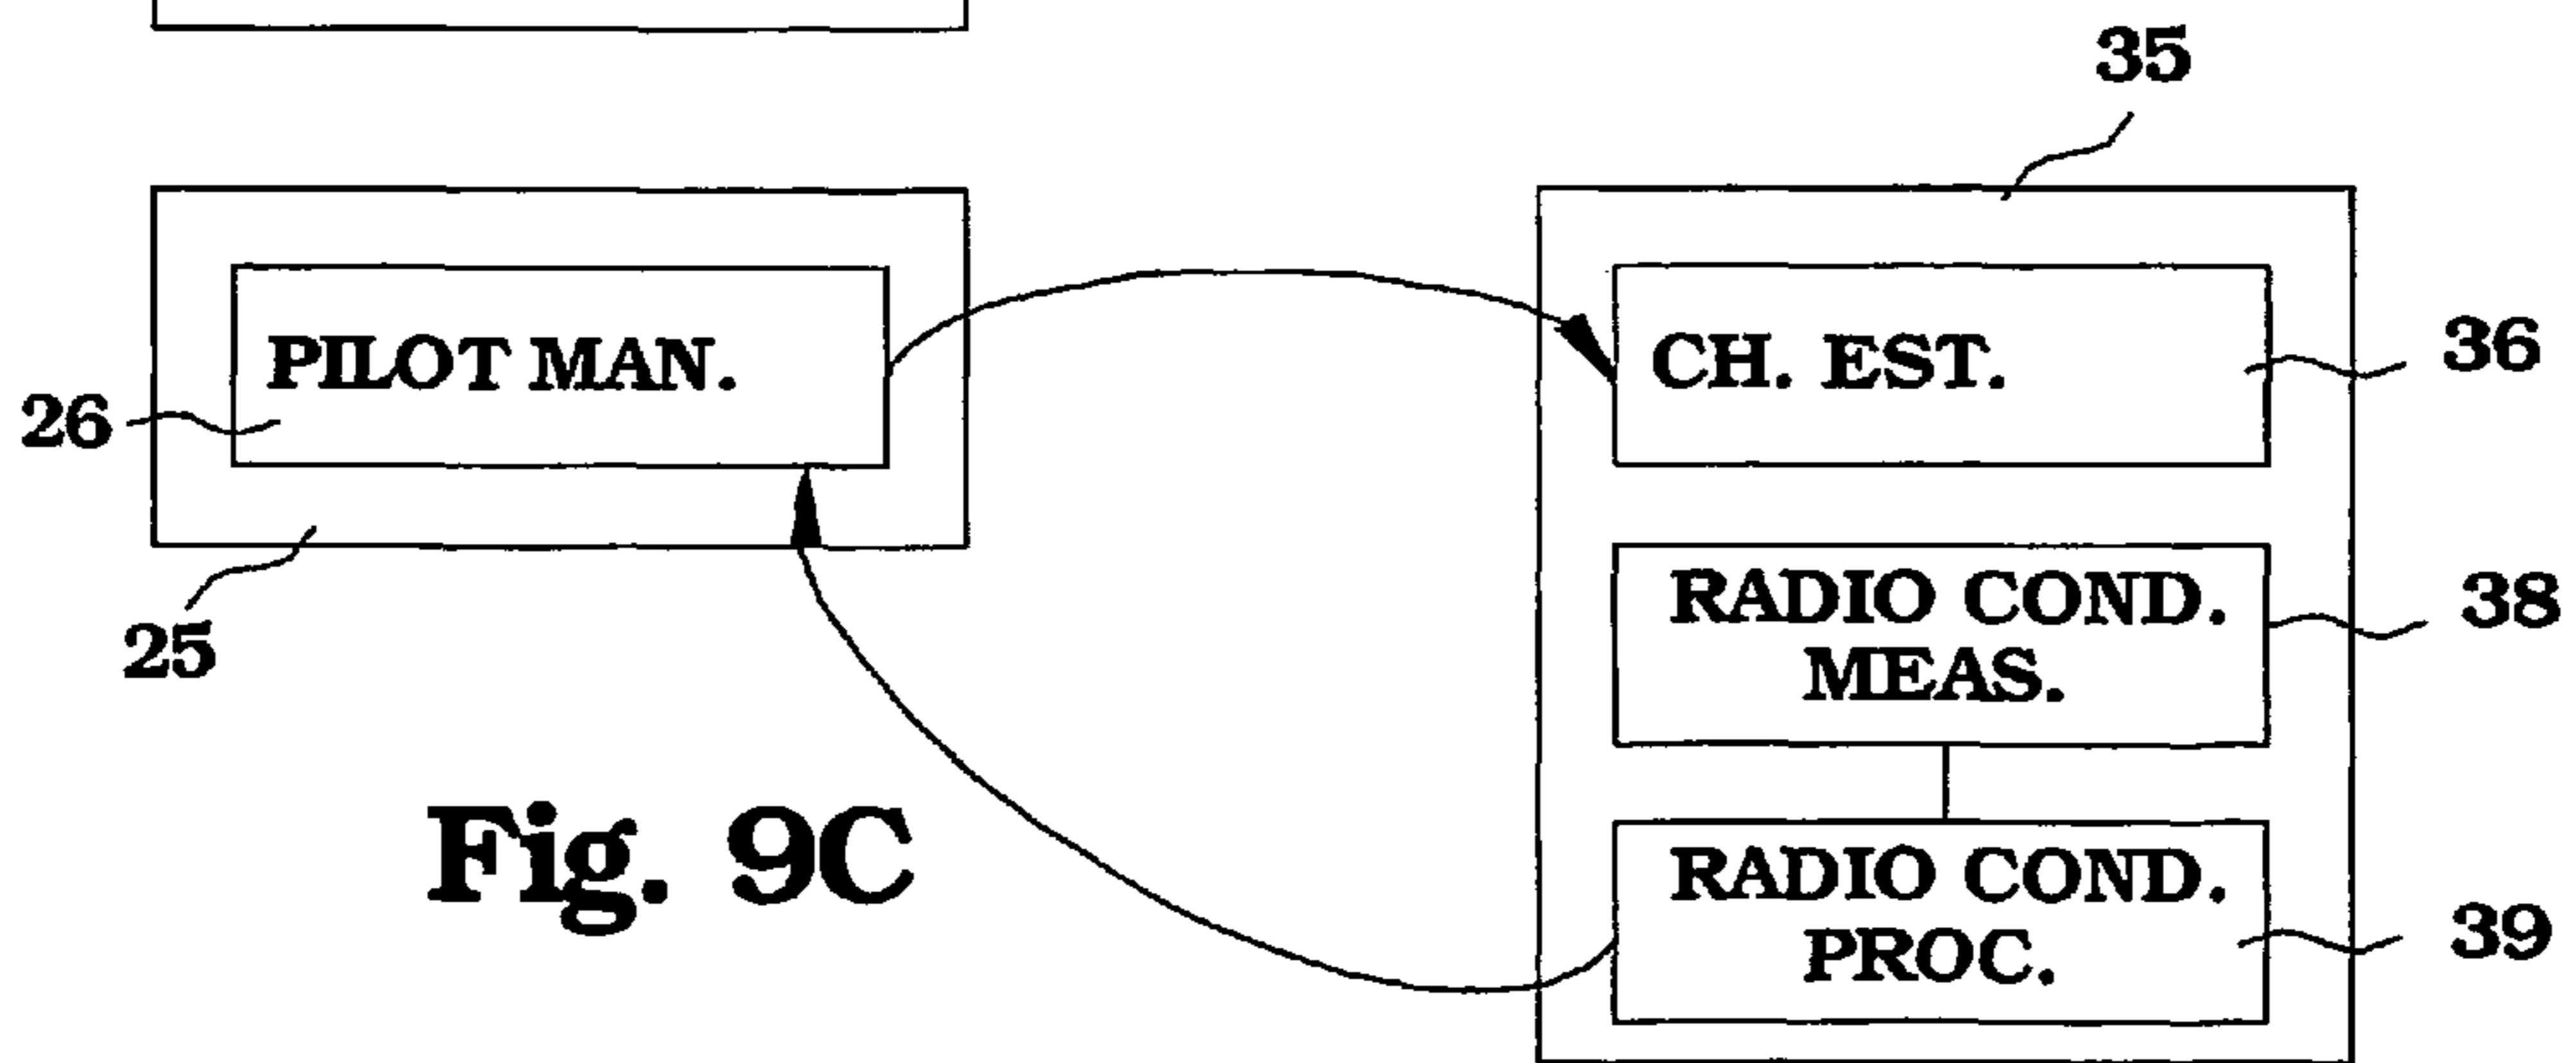 35
PILOT MAN.
26
25
CH. EST.
36
RADIO COND.
MEAS.
38
RADIO COND.
PROC.
39
Fig. 9C